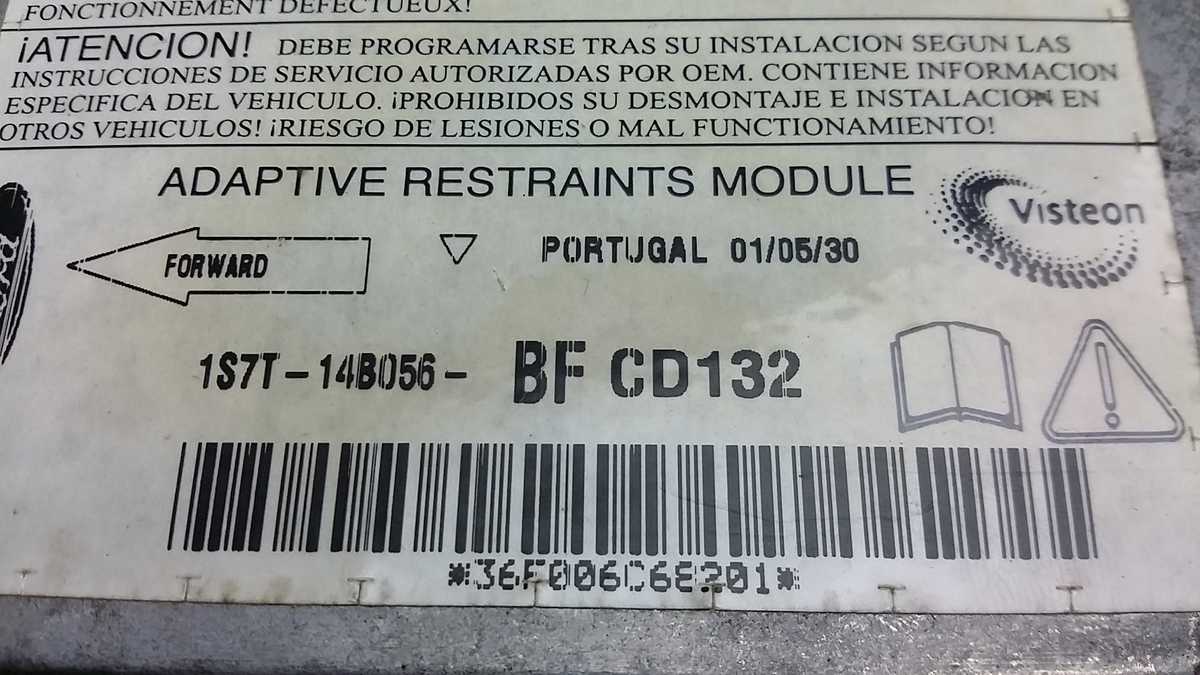 FONCTIONNEMENT DEFECTUEUX!
¡ATENCION! DEBE PROGRAMARSE TRAS SU INSTALACION SEGUN LAS
INSTRUCCIONES DE SERVICIO AUTORIZADAS POR OEM. CONTIENE INFORMACION
ESPECIFICA DEL VEHICULO. ¡PROHIBIDOS SU DESMONTAJE E INSTALACION EN
OTROS VEHICULOS! ¡RIESGO DE LESIONES O MAL FUNCTIONAMIENTO!
ADAPTIVE RESTRAINTS MODULE
Visteon
FORWARD
PORTUGAL 01/05/30
1S7T-14B056- BF CD132